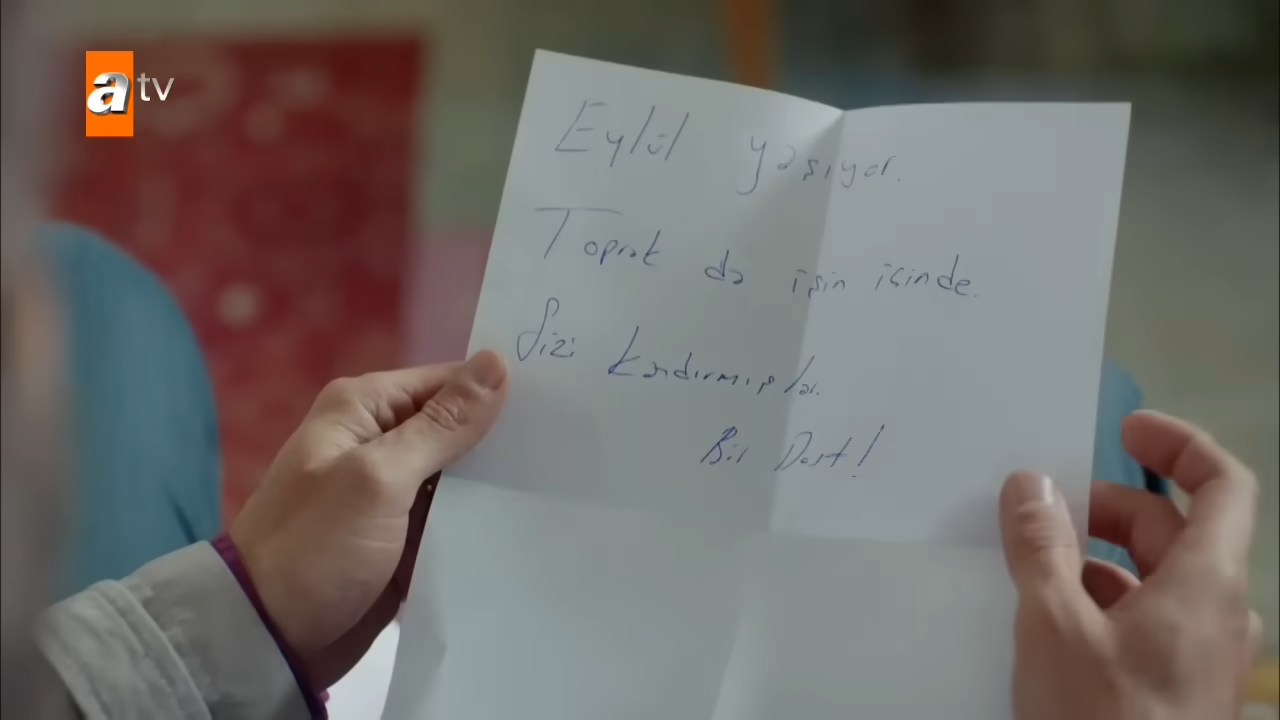 atv
Eylül yaşıyor.
Toprak da işin içinde.
Sizi kandırmışlar.
Bir Dost!